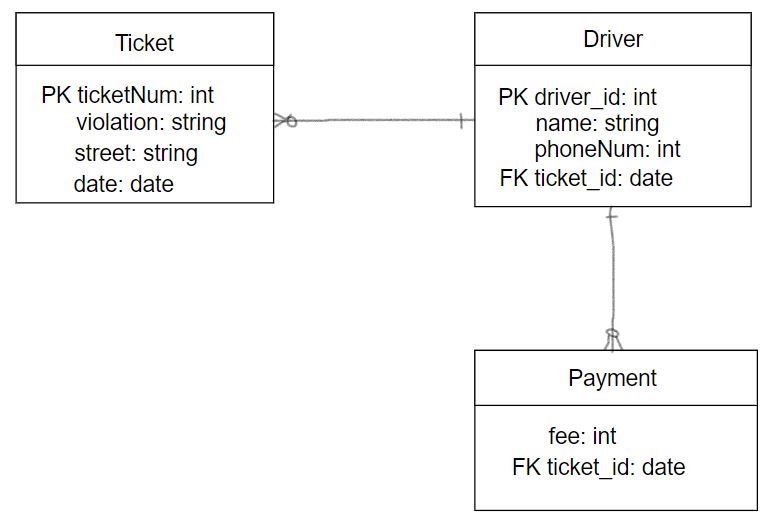 Ticket
PK ticketNum: int
violation: string
street: string
date: date
Driver
PK driver_id: int
name: string
phoneNum: int
FK ticket_id: date
Payment
fee: int
FK ticket_id: date